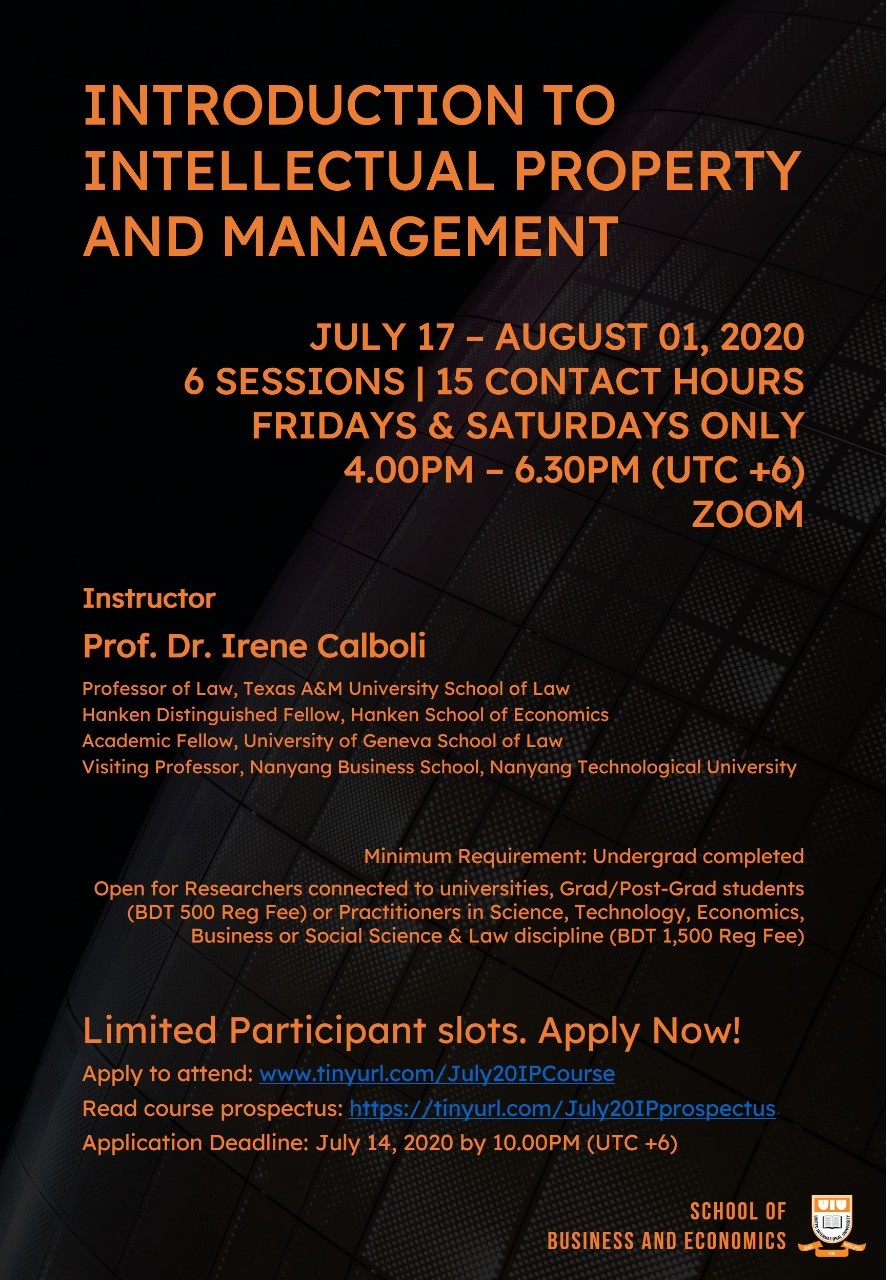 INTRODUCTION TO
INTELLECTUAL PROPERTY
AND MANAGEMENT
JULY 17 – AUGUST 01, 2020
6 SESSIONS | 15 CONTACT HOURS
FRIDAYS & SATURDAYS ONLY
4.00PM – 6.30PM (UTC +6)
ZOOM
Instructor
Prof. Dr. Irene Calboli
Professor of Law, Texas A&M University School of Law
Hanken Distinguished Fellow, Hanken School of Economics
Academic Fellow, University of Geneva School of Law
Visiting Professor, Nanyang Business School, Nanyang Technological University
Minimum Requirement: Undergrad completed
Open for Researchers connected to universities, Grad/Post-Grad students
(BDT 500 Reg Fee) or Practitioners in Science, Technology, Economics,
Business or Social Science & Law discipline (BDT 1,500 Reg Fee)
Limited Participant slots. Apply Now!
Apply to attend: www.tinyurl.com/July20IPCourse
Read course prospectus: https://tinyurl.com/July20IPprospectus
Application Deadline: July 14, 2020 by 10.00PM (UTC +6)
SCHOOL OF
BUSINESS AND ECONOMICS
UIU
UNITED INTERNATIONAL UNIVERSITY